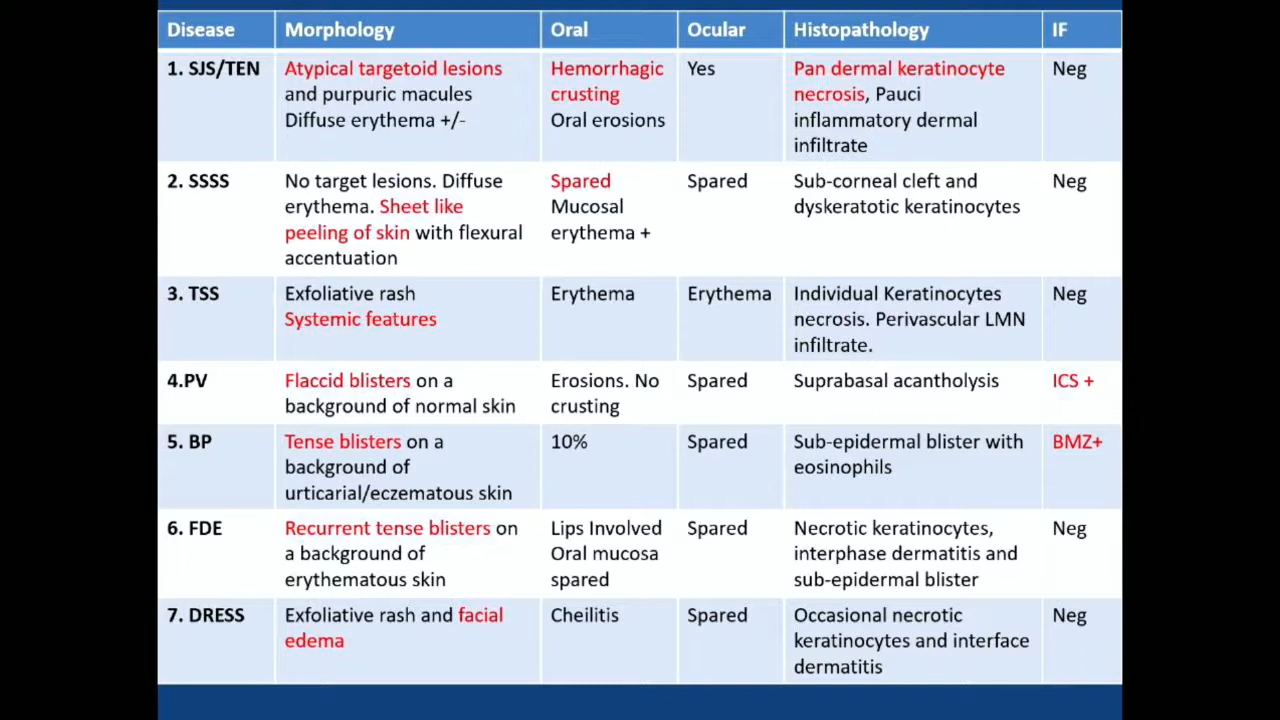 Disease Morphology Oral Ocular Histopathology IF
1. SJS/TEN Atypical targetoid lesions Hemorrhagic Yes Pan dermal keratinocyte Neg
and purpuric macules crusting necrosis, Pauci
Diffuse erythema +/- Oral erosions inflammatory dermal
infiltrate
2. SSSS No target lesions. Diffuse Spared Spared Sub-corneal cleft and Neg
erythema. Sheet like Mucosal dyskeratotic keratinocytes
peeling of skin with flexural erythema +
accentuation
3. TSS Exfoliative rash Erythema Erythema Individual Keratinocytes Neg
Systemic features necrosis. Perivascular LMN
infiltrate.
4.PV Flaccid blisters on a Erosions. No Spared Suprabasal acantholysis ICS +
background of normal skin crusting
5. BP Tense blisters on a 10% Spared Sub-epidermal blister with BMZ+
background of eosinophils
urticarial/eczematous skin
6. FDE Recurrent tense blisters on Lips Involved Spared Necrotic keratinocytes, Neg
a background of Oral mucosa interphase dermatitis and
erythematous skin spared sub-epidermal blister
7. DRESS Exfoliative rash and facial Cheilitis Spared Occasional necrotic Neg
edema keratinocytes and interface
dermatitis